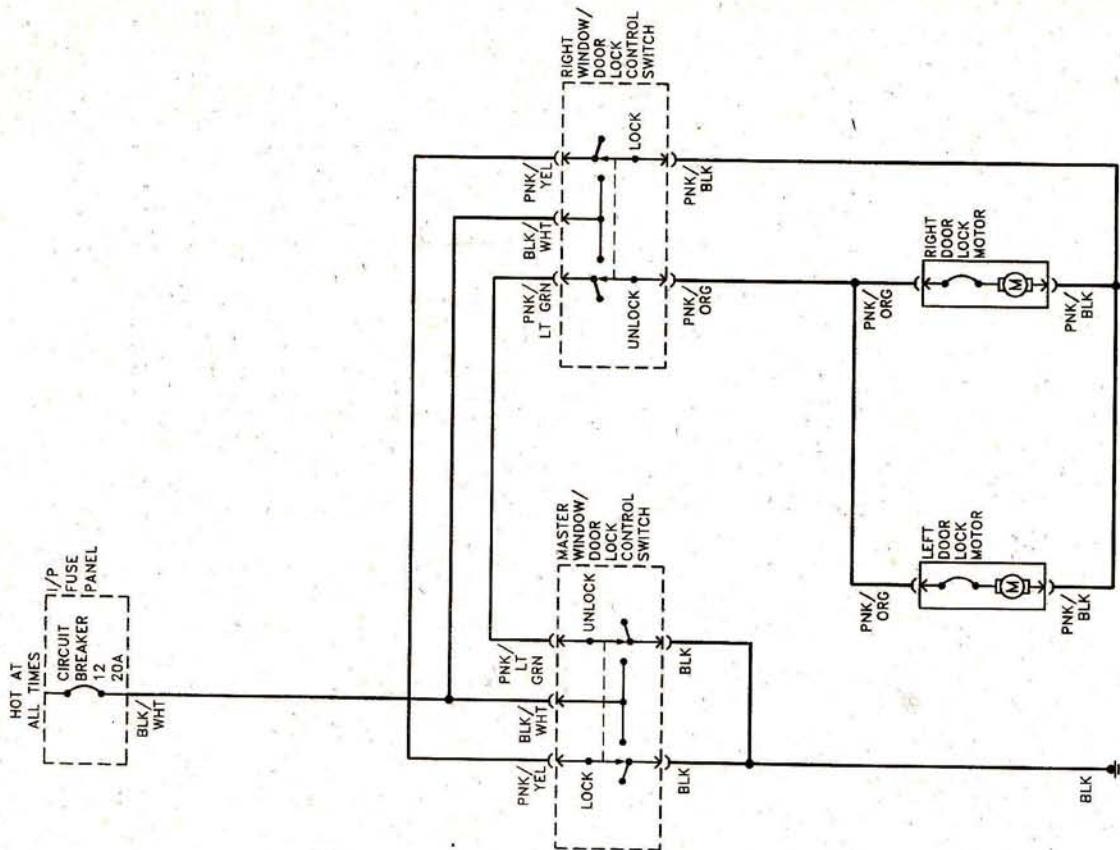 HOT AT
ALL TIMES
I/P
FUSE
PANEL
CIRCUIT
BREAKER
12
20A
BLK/
WHT
RIGHT
WINDOW/
DOOR
LOCK
CONTROL
SWITCH
PNK/
YEL
BLK/
WHT
PNK/
LT GRN
LOCK
UNLOCK
PNK/
BLK
PNK/
ORG
MASTER
WINDOW/
DOOR
LOCK
CONTROL
SWITCH
PNK/
LT
GRN
BLK/
WHT
PNK/
YEL
UNLOCK
LOCK
BLK
BLK
RIGHT
DOOR
LOCK
MOTOR
PNK/
ORG
M
PNK/
BLK
LEFT
DOOR
LOCK
MOTOR
PNK/
ORG
M
PNK/
BLK
BLK